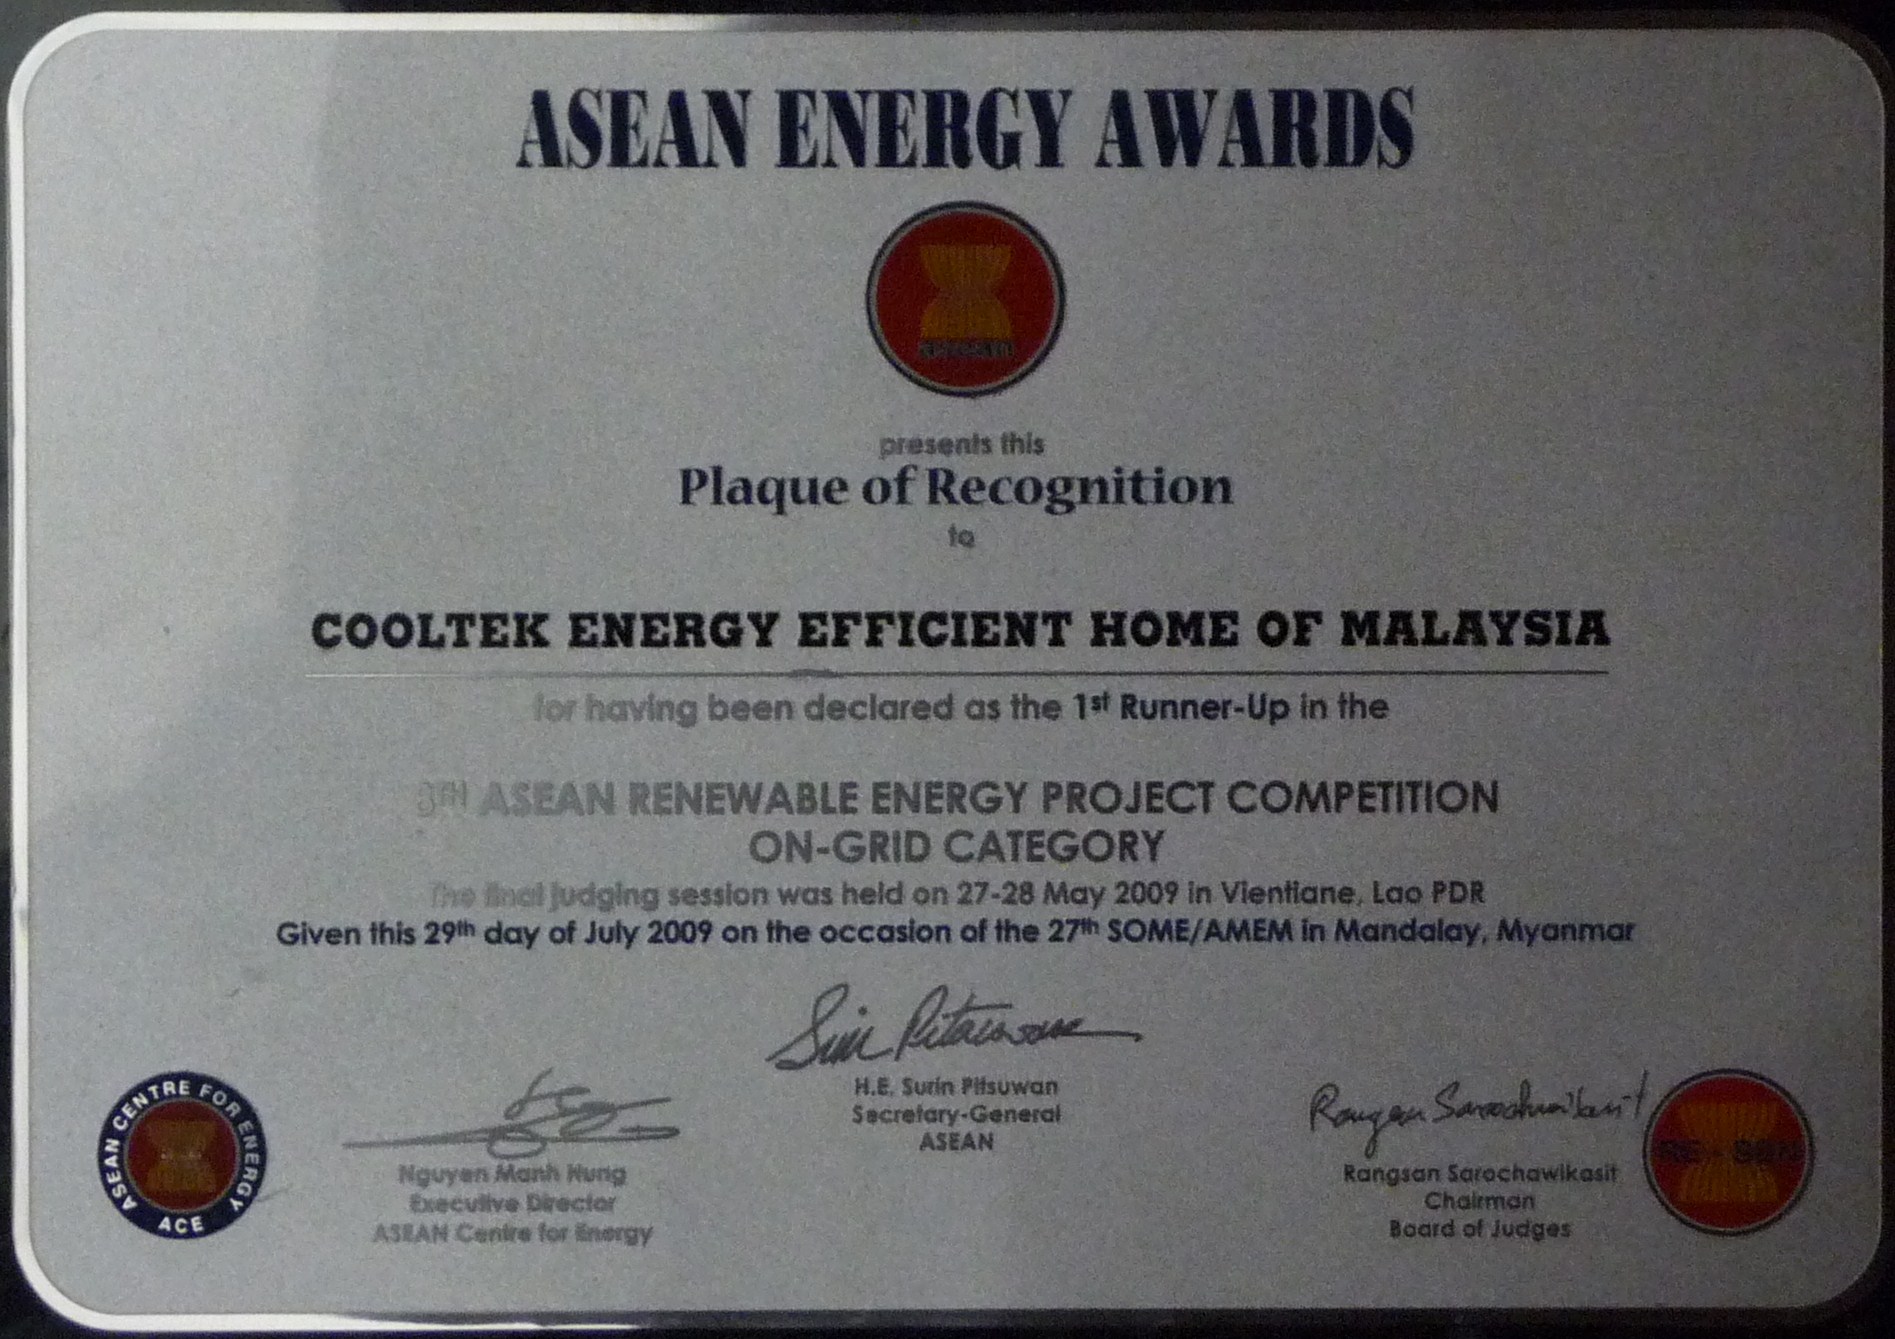 ASEAN ENERGY AWARDS
presents this
Plaque of Recognition
to
COOLTEK ENERGY EFFICIENT HOME OF MALAYSIA
for having been declared as the 1st Runner-Up in the
ASEAN RENEWABLE ENERGY PROJECT COMPETITION
ON-GRID CATEGORY
The final judging session was held on 27-28 May 2009 in Vientiane, Lao PDR
Given this 29th day of July 2009 on the occasion of the 27th SOME/AMEM in Mandalay, Myanmar
H.E. Surin Pitsuwan
Secretary-General
ASEAN
ASEAN CENTRE FOR ENERGY
ACE
Nguyen Manh Hung
Executive Director
ASEAN Centre for Energy
Rangsan Sarochawikasit
Chairman
Board of Judges
RE - SSN